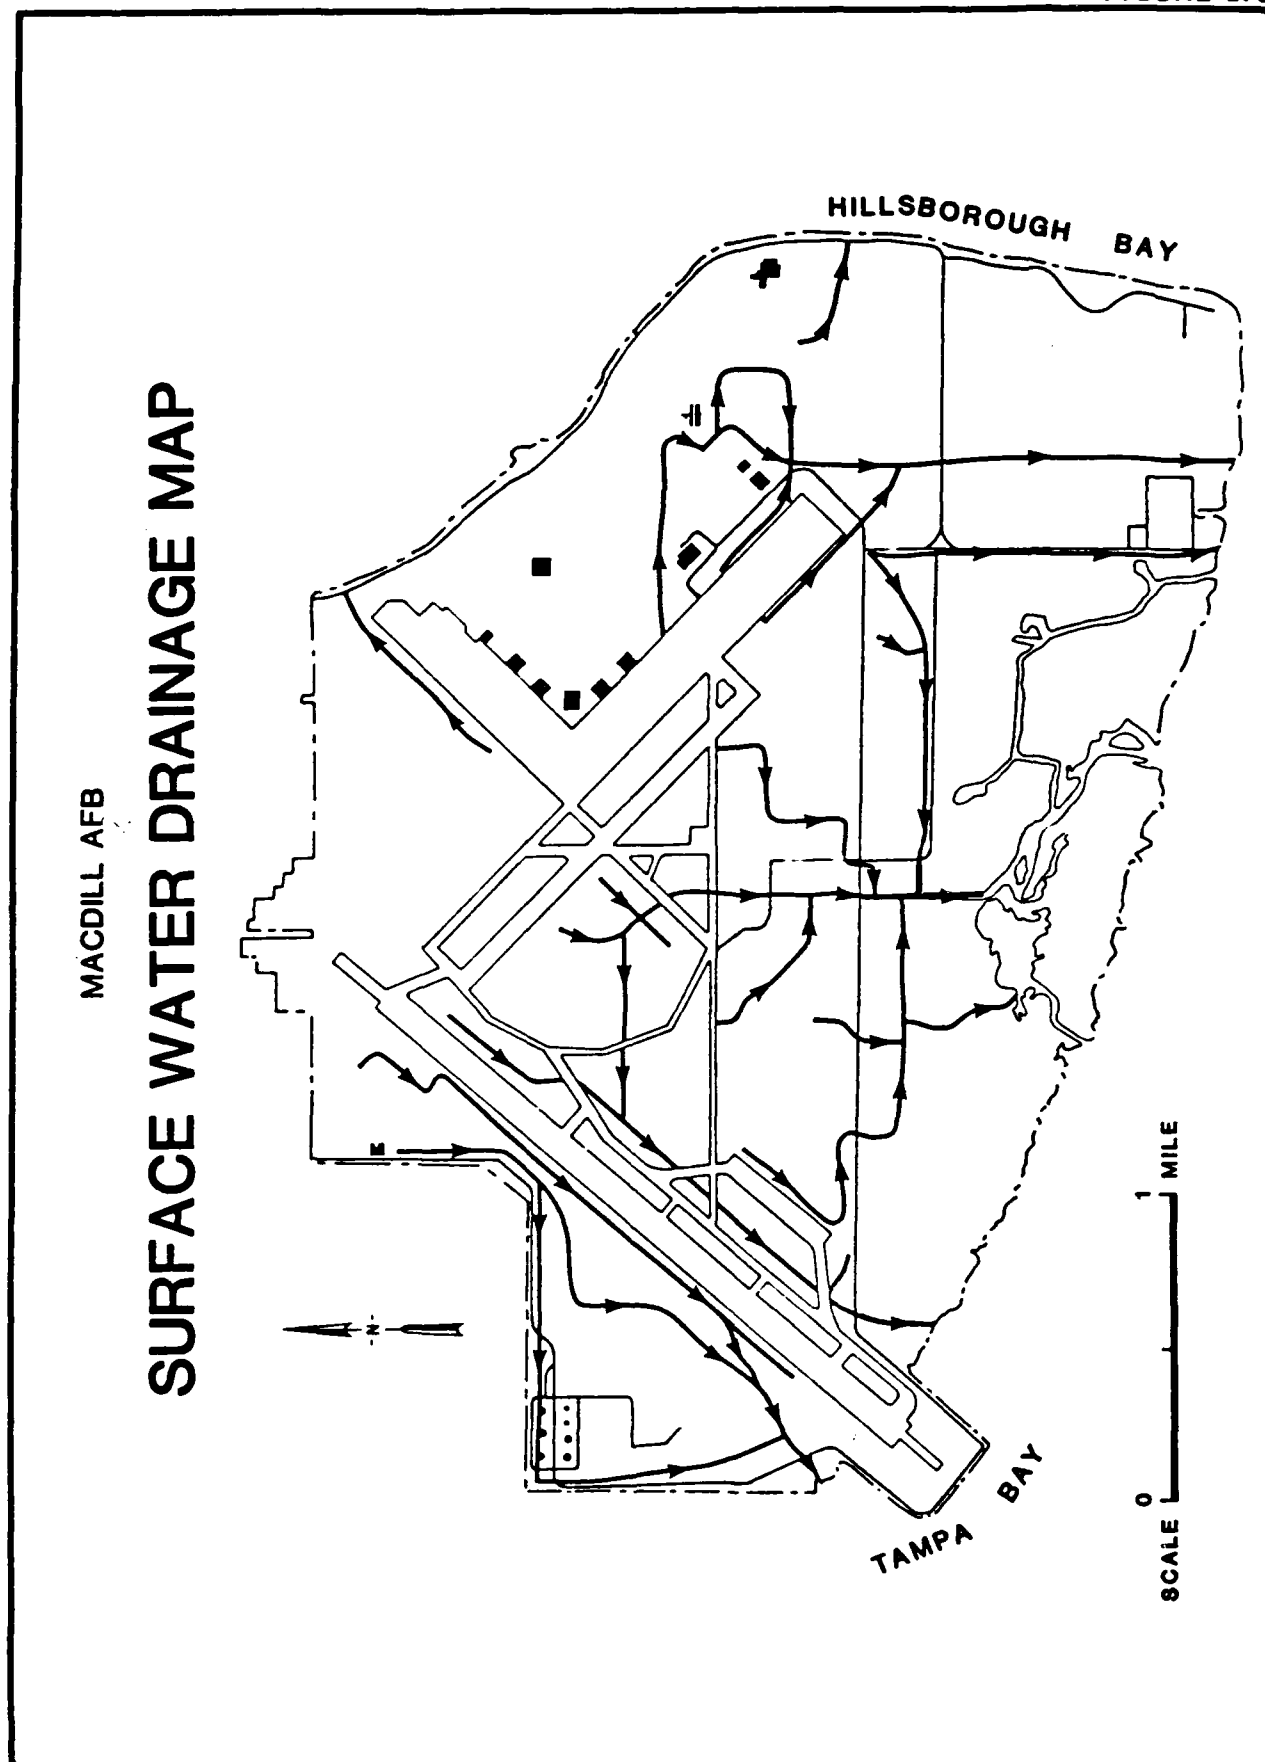 MACDILL AFB
SURFACE WATER DRAINAGE MAP
HILLSBOROUGH BAY
N
TAMPA BAY
SCALE 0 1 MILE